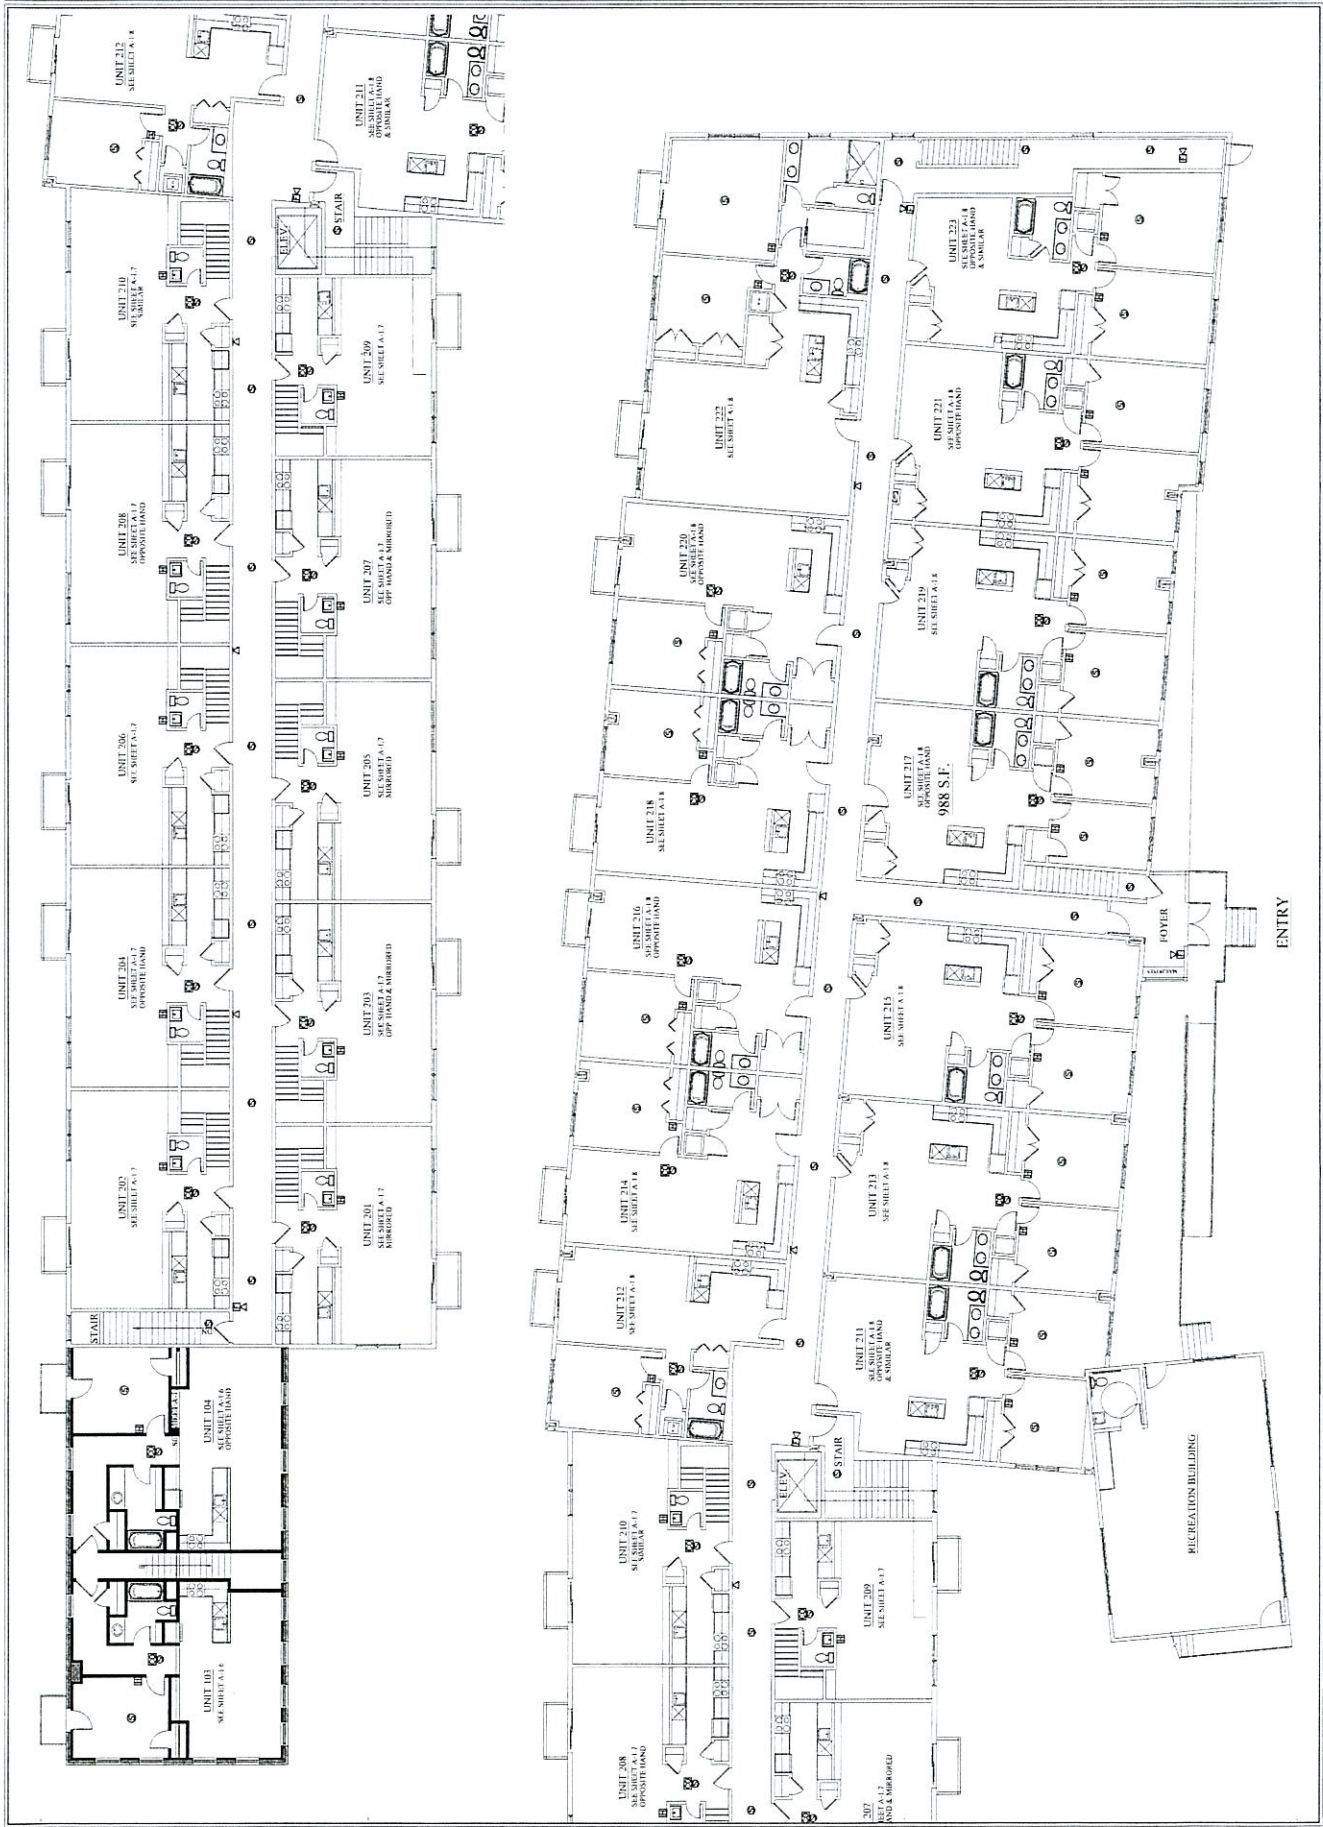 UNIT 212
SEE SHEET A-1.8
UNIT 211
SEE SHEET A-1.8
OPPOSITE HAND
& SIMILAR
UNIT 210
SEE SHEET A-1.7
SIMILAR
ELEV.
STAIR
UNIT 209
SEE SHEET A-1.7
UNIT 208
SEE SHEET A-1.7
OPPOSITE HAND
UNIT 207
SEE SHEET A-1.7
OPP HAND & MIRRORED
UNIT 206
SEE SHEET A-1.7
UNIT 205
SEE SHEET A-1.7
MIRRORED
UNIT 204
SEE SHEET A-1.7
OPPOSITE HAND
UNIT 203
SEE SHEET A-1.7
OPP HAND & MIRRORED
UNIT 202
SEE SHEET A-1.7
UNIT 201
SEE SHEET A-1.7
MIRRORED
STAIR
UNIT 104
SEE SHEET A-1.6
OPPOSITE HAND
UNIT 103
SEE SHEET A-1.6
UNIT 223
SEE SHEET A-1.8
OPPOSITE HAND
& SIMILAR
UNIT 222
SEE SHEET A-1.8
UNIT 221
SEE SHEET A-1.8
OPPOSITE HAND
UNIT 220
SEE SHEET A-1.8
OPPOSITE HAND
UNIT 219
SEE SHEET A-1.8
UNIT 218
SEE SHEET A-1.8
UNIT 217
SEE SHEET A-1.8
OPPOSITE HAND
988 S.F.
UNIT 216
SEE SHEET A-1.8
OPPOSITE HAND
FOYER
MAILBOXES
ENTRY
UNIT 215
SEE SHEET A-1.8
UNIT 214
SEE SHEET A-1.8
UNIT 213
SEE SHEET A-1.8
UNIT 212
SEE SHEET A-1.8
UNIT 211
SEE SHEET A-1.8
OPPOSITE HAND
& SIMILAR
STAIR
ELEV.
UNIT 210
SEE SHEET A-1.7
SIMILAR
UNIT 209
SEE SHEET A-1.7
UNIT 208
SEE SHEET A-1.7
OPPOSITE HAND
207
EET A-1.7
AND & MIRRORED
RECREATION BUILDING